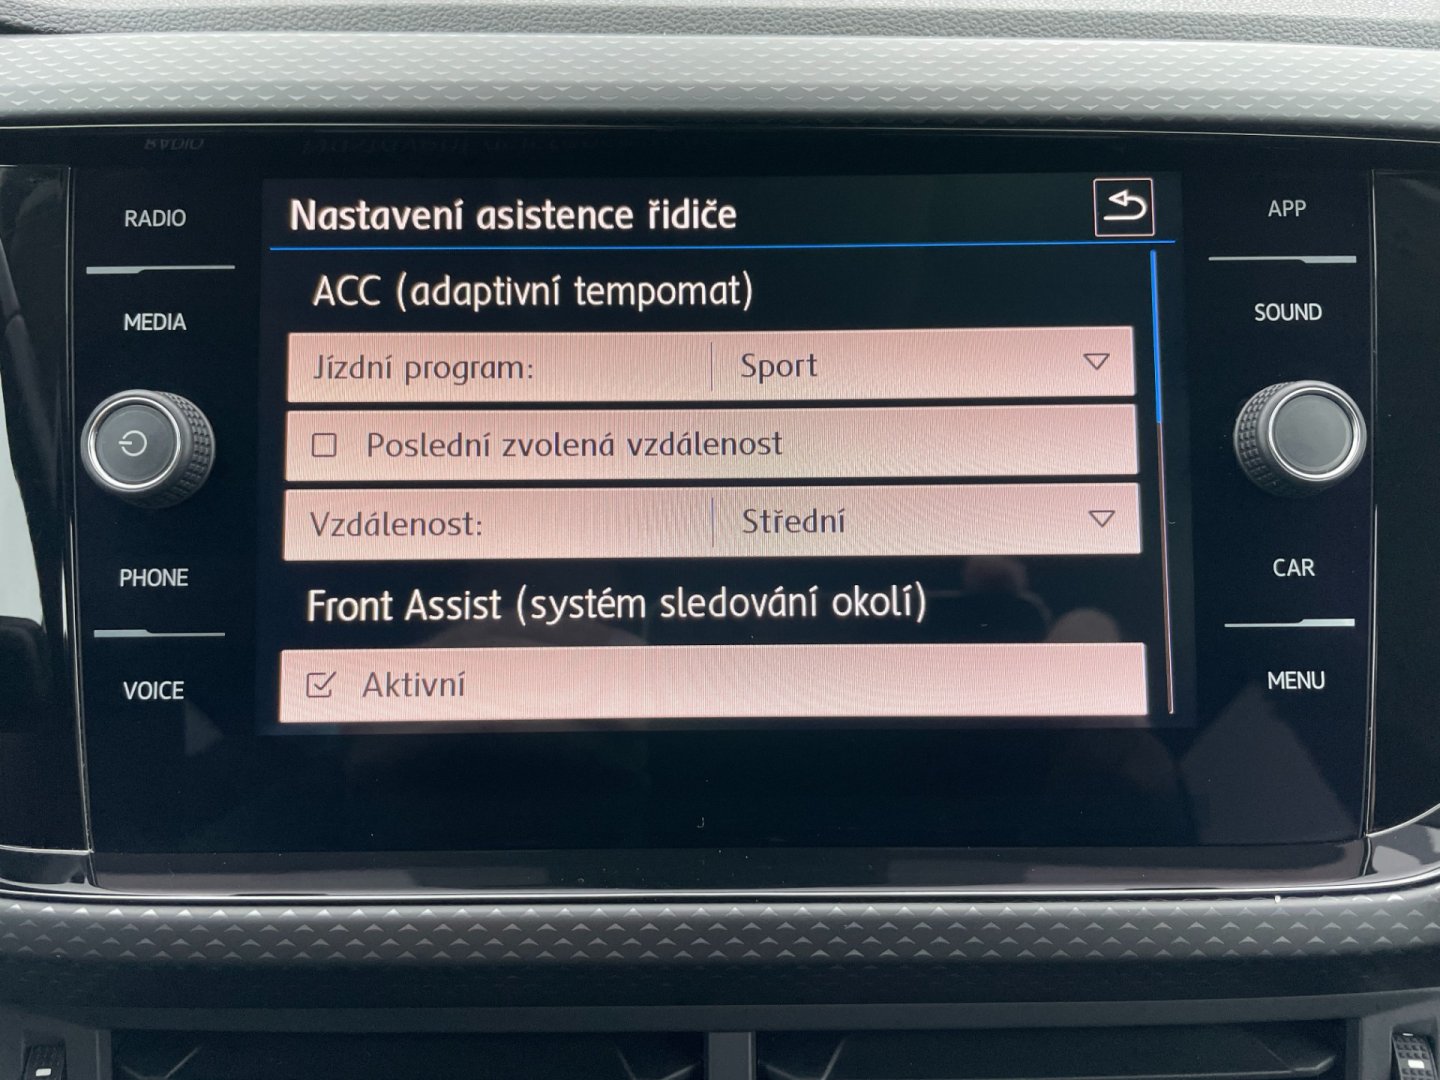 RADIO
MEDIA
PHONE
VOICE
Nastavení asistence řidiče
ACC (adaptivní tempomat)
Jízdní program: Sport
Poslední zvolená vzdálenost
Vzdálenost: Střední
Front Assist (systém sledování okolí)
Aktivní
APP
SOUND
CAR
MENU